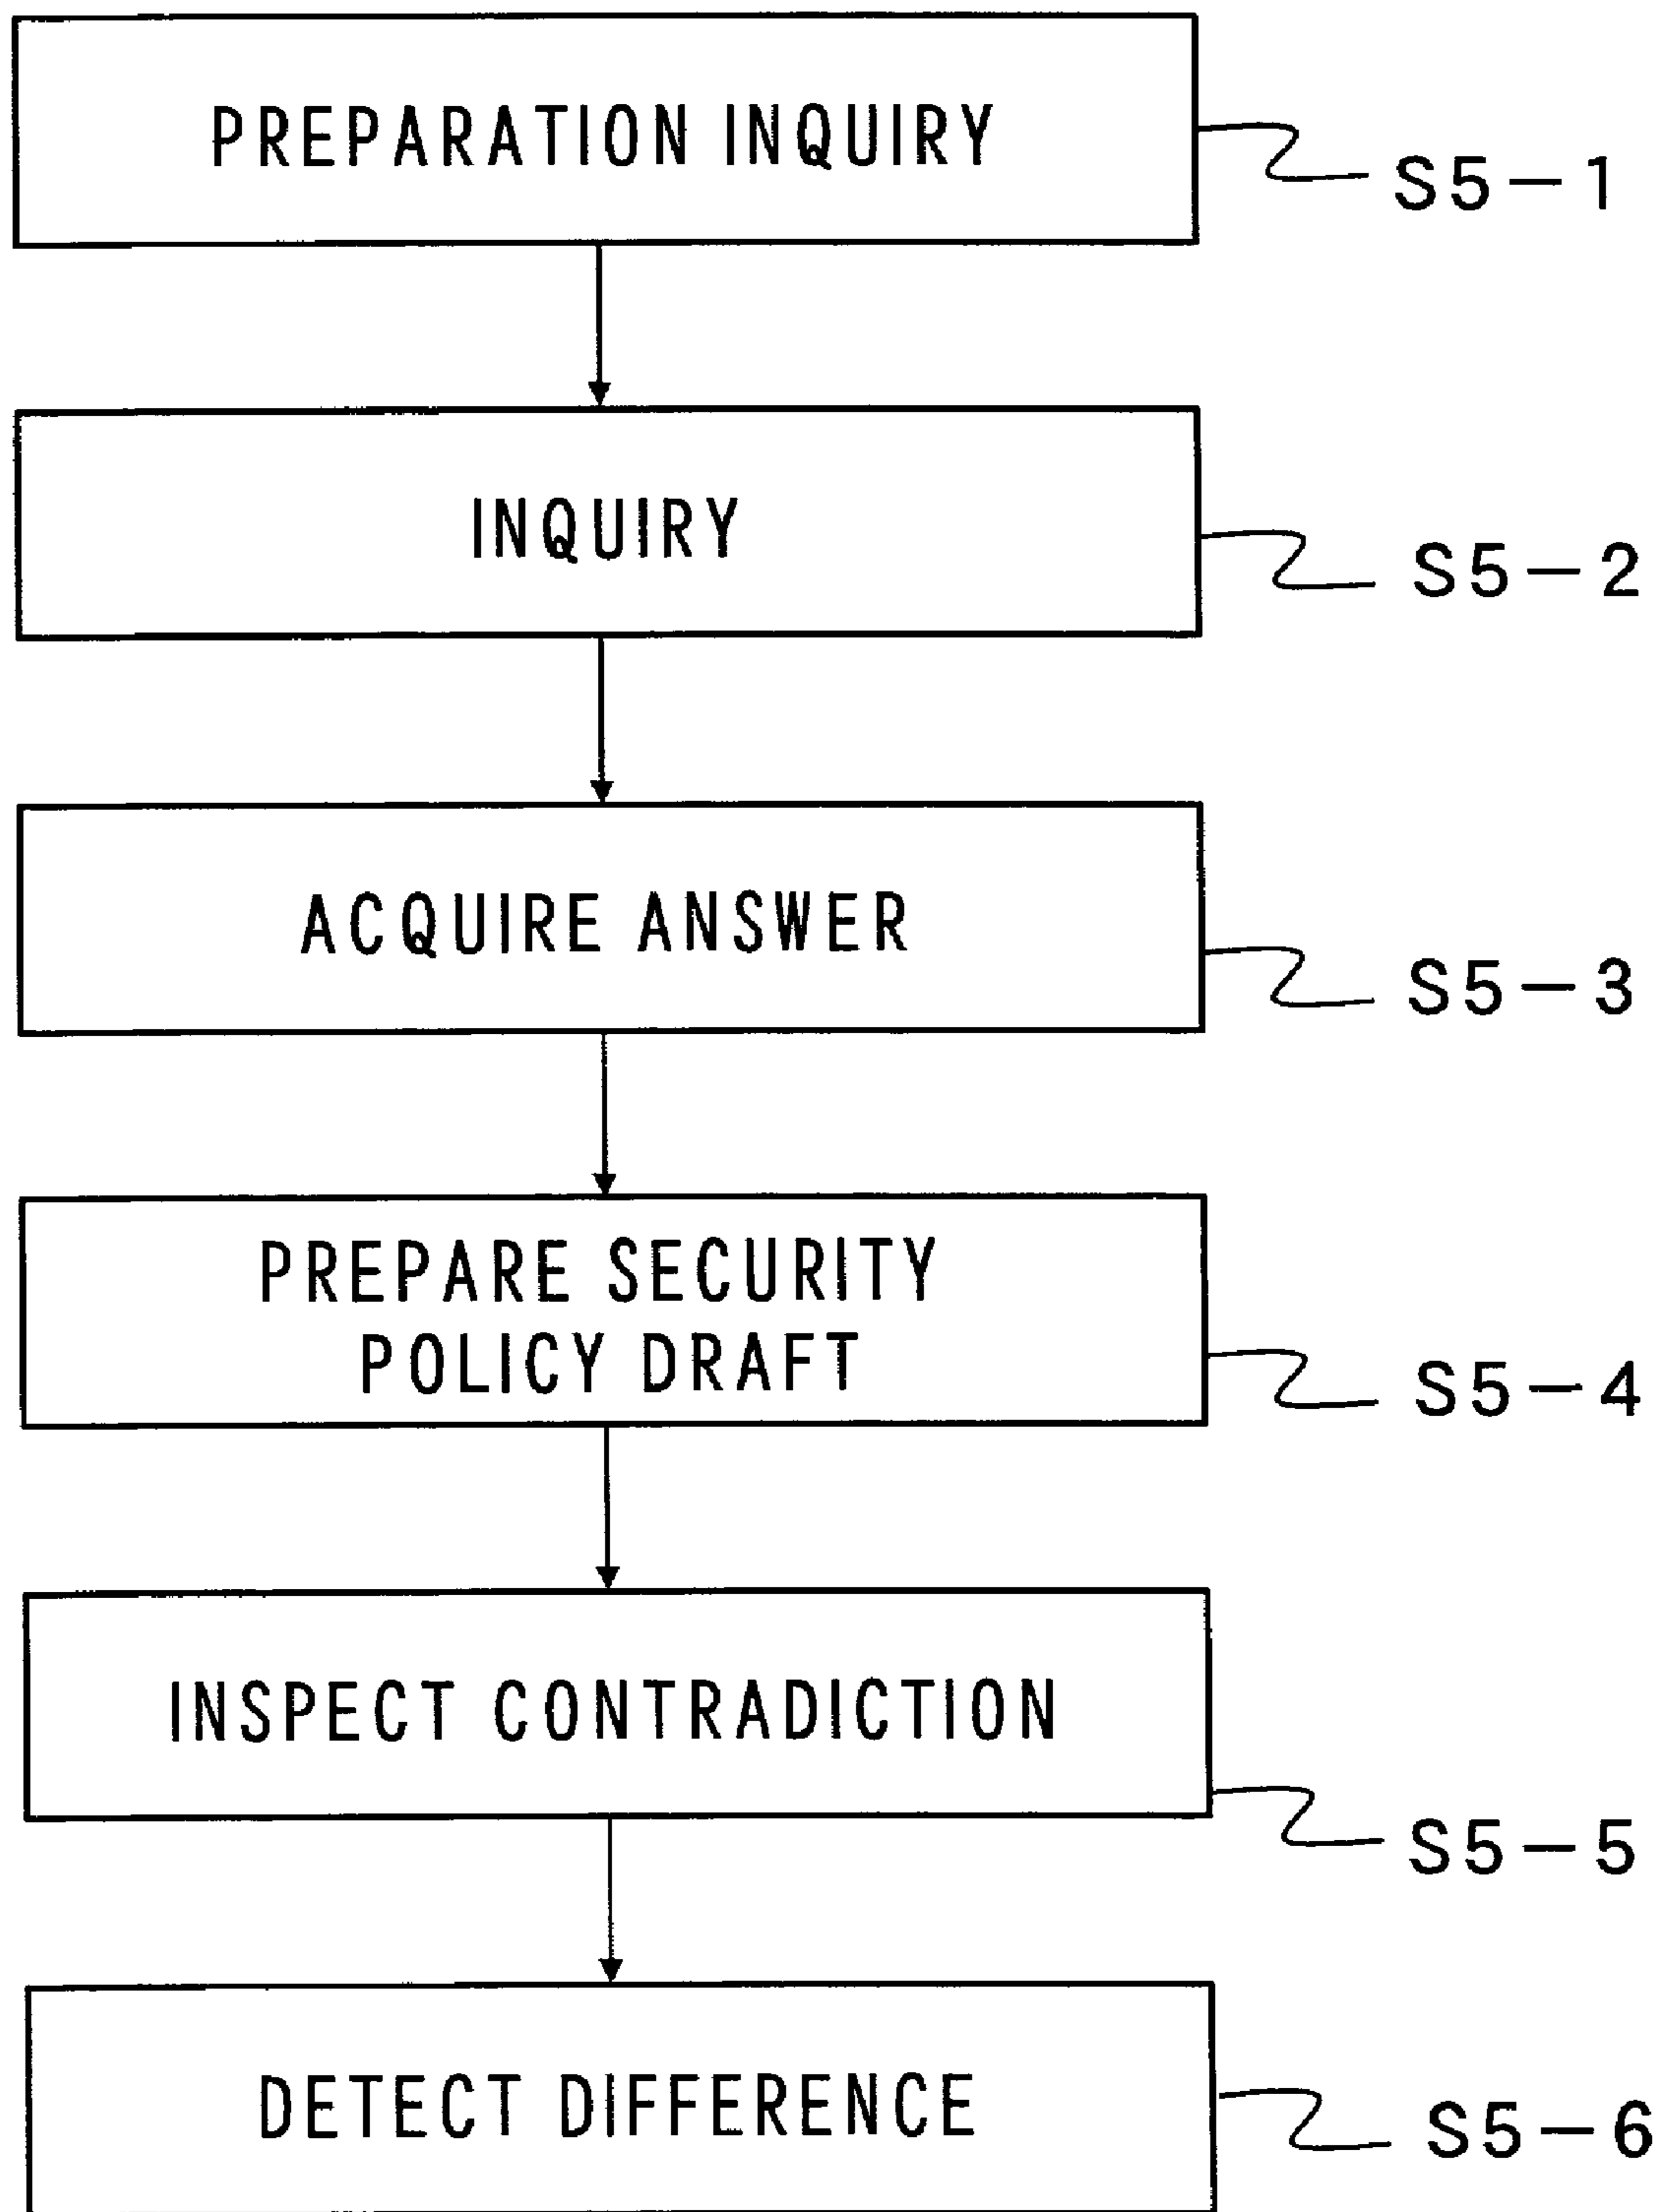 PREPARATION INQUIRY
S5-1
INQUIRY
S5-2
ACQUIRE ANSWER
S5-3
PREPARE SECURITY
POLICY DRAFT
S5-4
INSPECT CONTRADICTION
S5-5
DETECT DIFFERENCE
S5-6